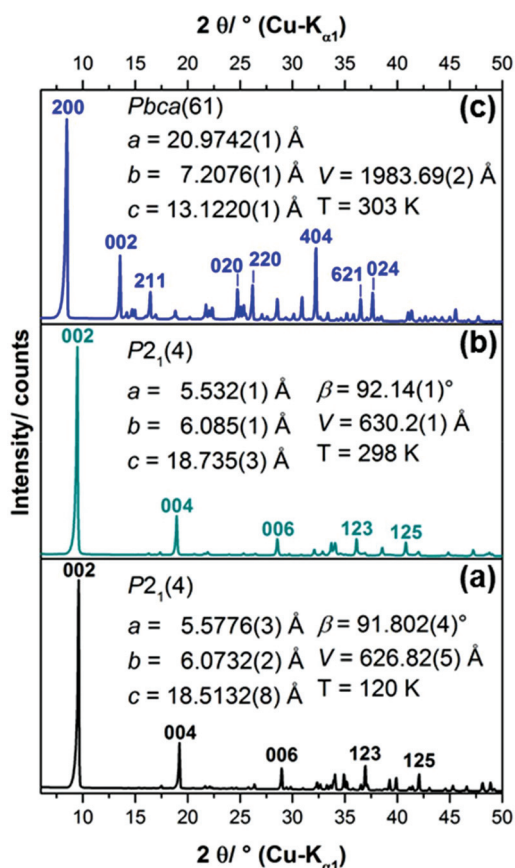 2 θ/ ° (Cu-Kα1)
10 15 20 25 30 35 40 45 50
(c)
200
Pbca(61)
a = 20.9742(1) Å
b = 7.2076(1) Å V = 1983.69(2) Å
c = 13.1220(1) Å T = 303 K
002
211
020
220
404
621
024
(b)
002
P2₁(4)
a = 5.532(1) Å β = 92.14(1)°
b = 6.085(1) Å V = 630.2(1) Å
c = 18.735(3) Å T = 298 K
004
006
123
125
(a)
002
P2₁(4)
a = 5.5776(3) Å β = 91.802(4)°
b = 6.0732(2) Å V = 626.82(5) Å
c = 18.5132(8) Å T = 120 K
004
006
123
125
Intensity/ counts
10 15 20 25 30 35 40 45 50
2 θ/ ° (Cu-Kα1)